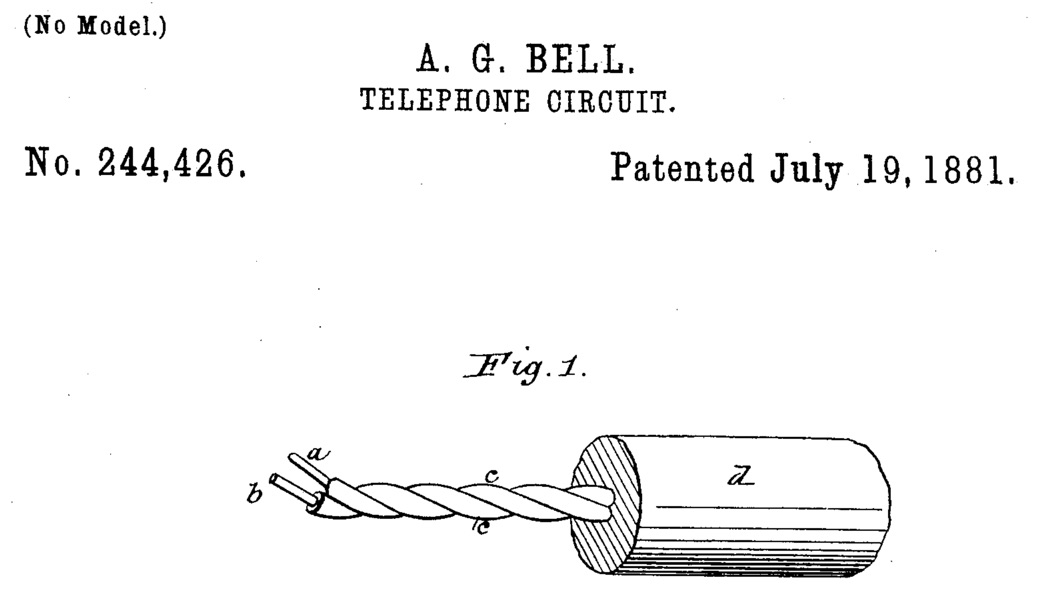 (No Model.)
A. G. BELL.
TELEPHONE CIRCUIT.
No. 244,426.
Patented July 19, 1881.
Fig. 1.
a
b
c
c
d